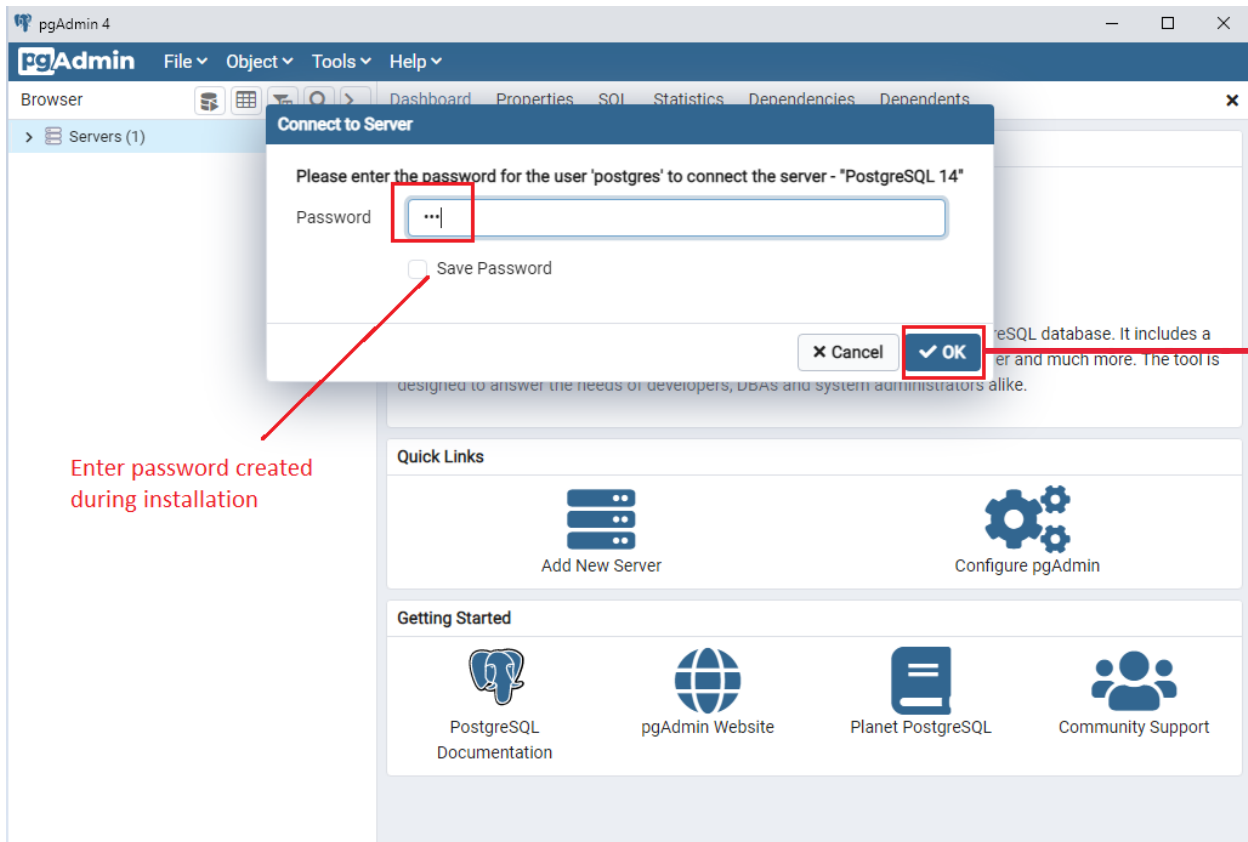 pgAdmin 4
pgAdmin File Object Tools Help
Browser Dashboard Properties SQL Statistics Dependencies Dependents
Servers (1)
Connect to Server
Please enter the password for the user 'postgres' to connect the server - "PostgreSQL 14"
Password •••
Save Password
Cancel OK
reSQL database. It includes a
er and much more. The tool is
designed to answer the needs of developers, DBAs and system administrators alike.
Enter password created
during installation
Quick Links
Add New Server Configure pgAdmin
Getting Started
PostgreSQL
Documentation
pgAdmin Website Planet PostgreSQL Community Support